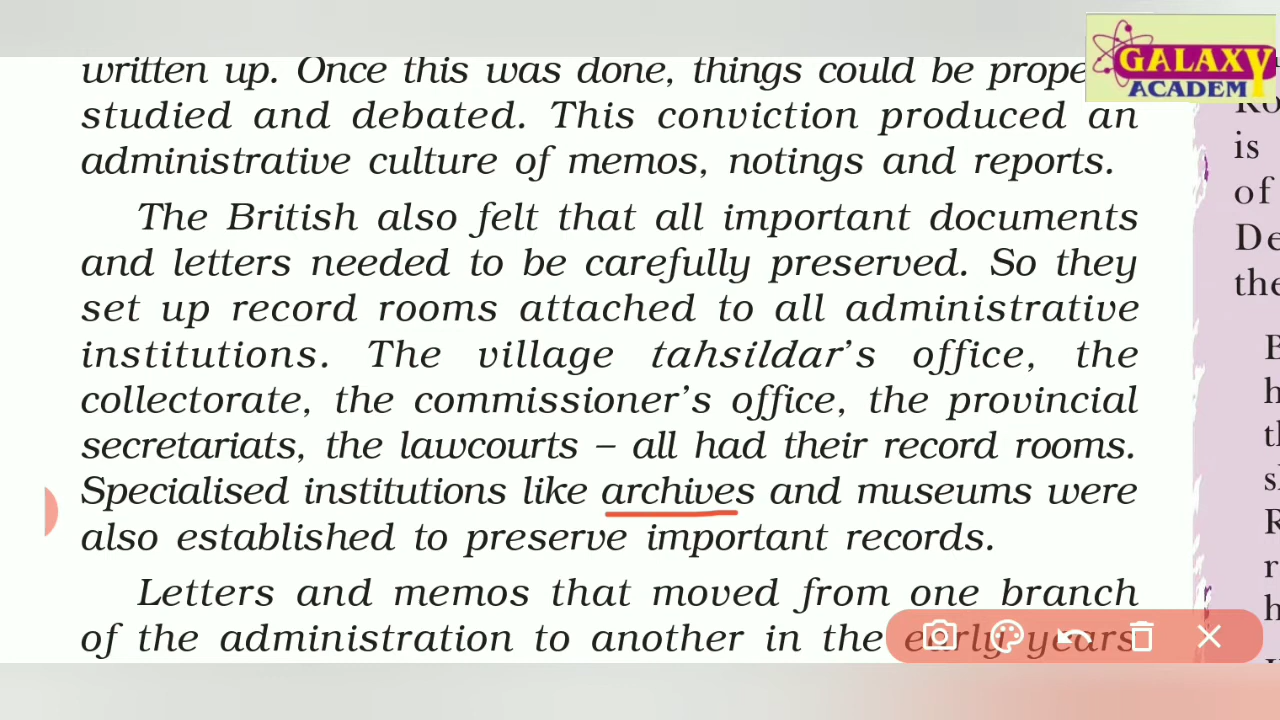 GALAXY
ACADEM
written up. Once this was done, things could be
studied and debated. This conviction produced an
administrative culture of memos, notings and reports.
The British also felt that all important documents
and letters needed to be carefully preserved. So they
set up record rooms attached to all administrative
institutions. The village tahsildar's office, the
collectorate, the commissioner's office, the provincial
secretariats, the lawcourts – all had their record rooms.
Specialised institutions like archives and museums were
also established to preserve important records.
Letters and memos that moved from one branch
of the administration to another in the early years
is
of